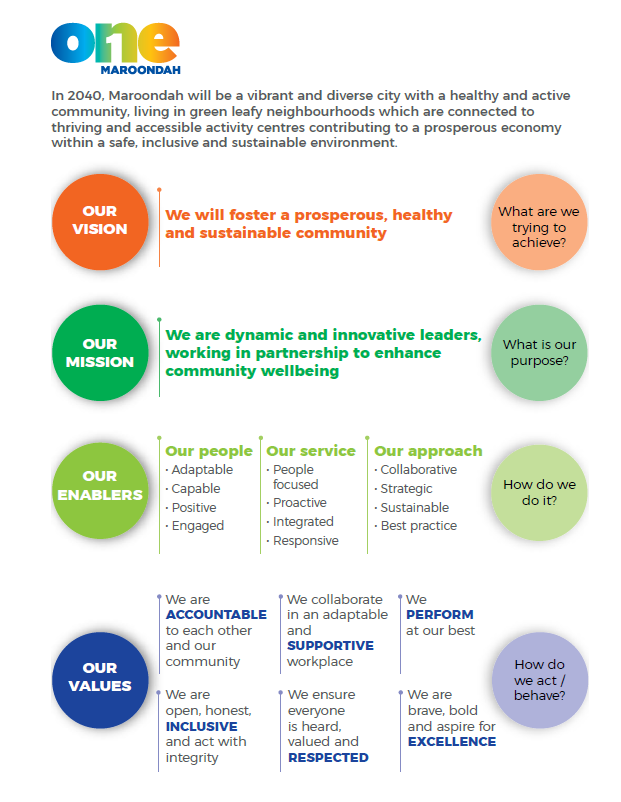 one
MAROONDAH
In 2040, Maroondah will be a vibrant and diverse city with a healthy and active
community, living in green leafy neighbourhoods which are connected to
thriving and accessible activity centres contributing to a prosperous economy
within a safe, inclusive and sustainable environment.
OUR
VISION
We will foster a prosperous, healthy
and sustainable community
What are we
trying to
achieve?
OUR
MISSION
We are dynamic and innovative leaders,
working in partnership to enhance
community wellbeing
What is our
purpose?
OUR
ENABLERS
Our people
· Adaptable
· Capable
· Positive
· Engaged
Our service
· People
focused
· Proactive
· Integrated
· Responsive
Our approach
· Collaborative
· Strategic
· Sustainable
· Best practice
How do we
do it?
OUR
VALUES
We are
ACCOUNTABLE
to each other
and our
community
We collaborate
in an adaptable
and
SUPPORTIVE
workplace
We
PERFORM
at our best
We are
open, honest,
INCLUSIVE
and act with
integrity
We ensure
everyone
is heard,
valued and
RESPECTED
We are
brave, bold
and aspire for
EXCELLENCE
How do
we act /
behave?